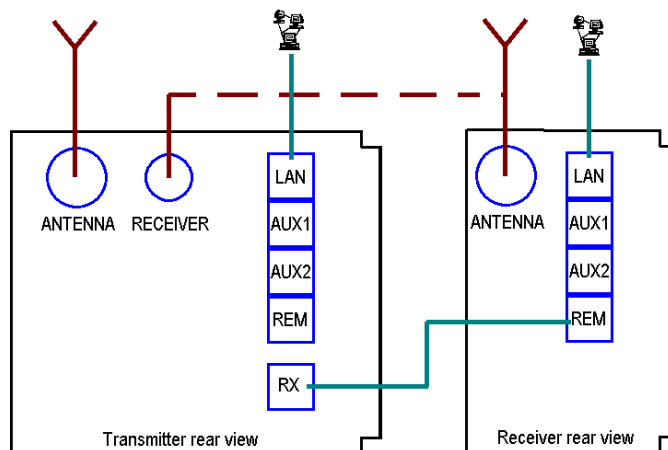 ANTENNA
RECEIVER
LAN
AUX1
AUX2
REM
RX
Transmitter rear view
ANTENNA
LAN
AUX1
AUX2
REM
Receiver rear view